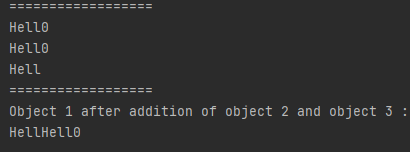 ==================
Hell0
Hell0
Hell
==================
Object 1 after addition of object 2 and object 3 :
HellHell0